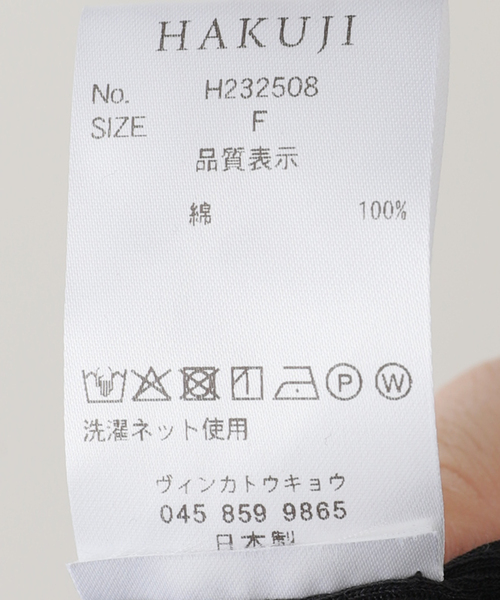 HAKUJI
No. H232508
SIZE F
品質表示
綿 100%
P W
洗濯ネット使用
ヴィンカトウキョウ
045 859 9865
日本製